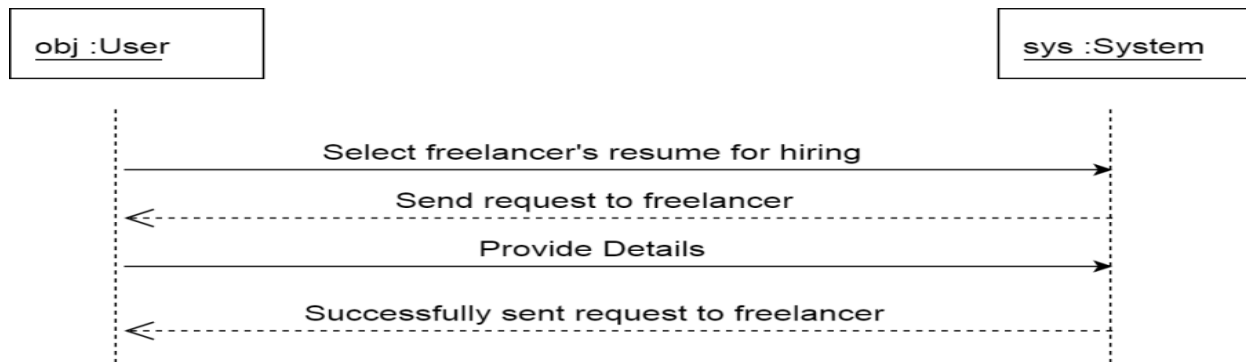 obj :User
sys :System
Select freelancer's resume for hiring
Send request to freelancer
Provide Details
Successfully sent request to freelancer